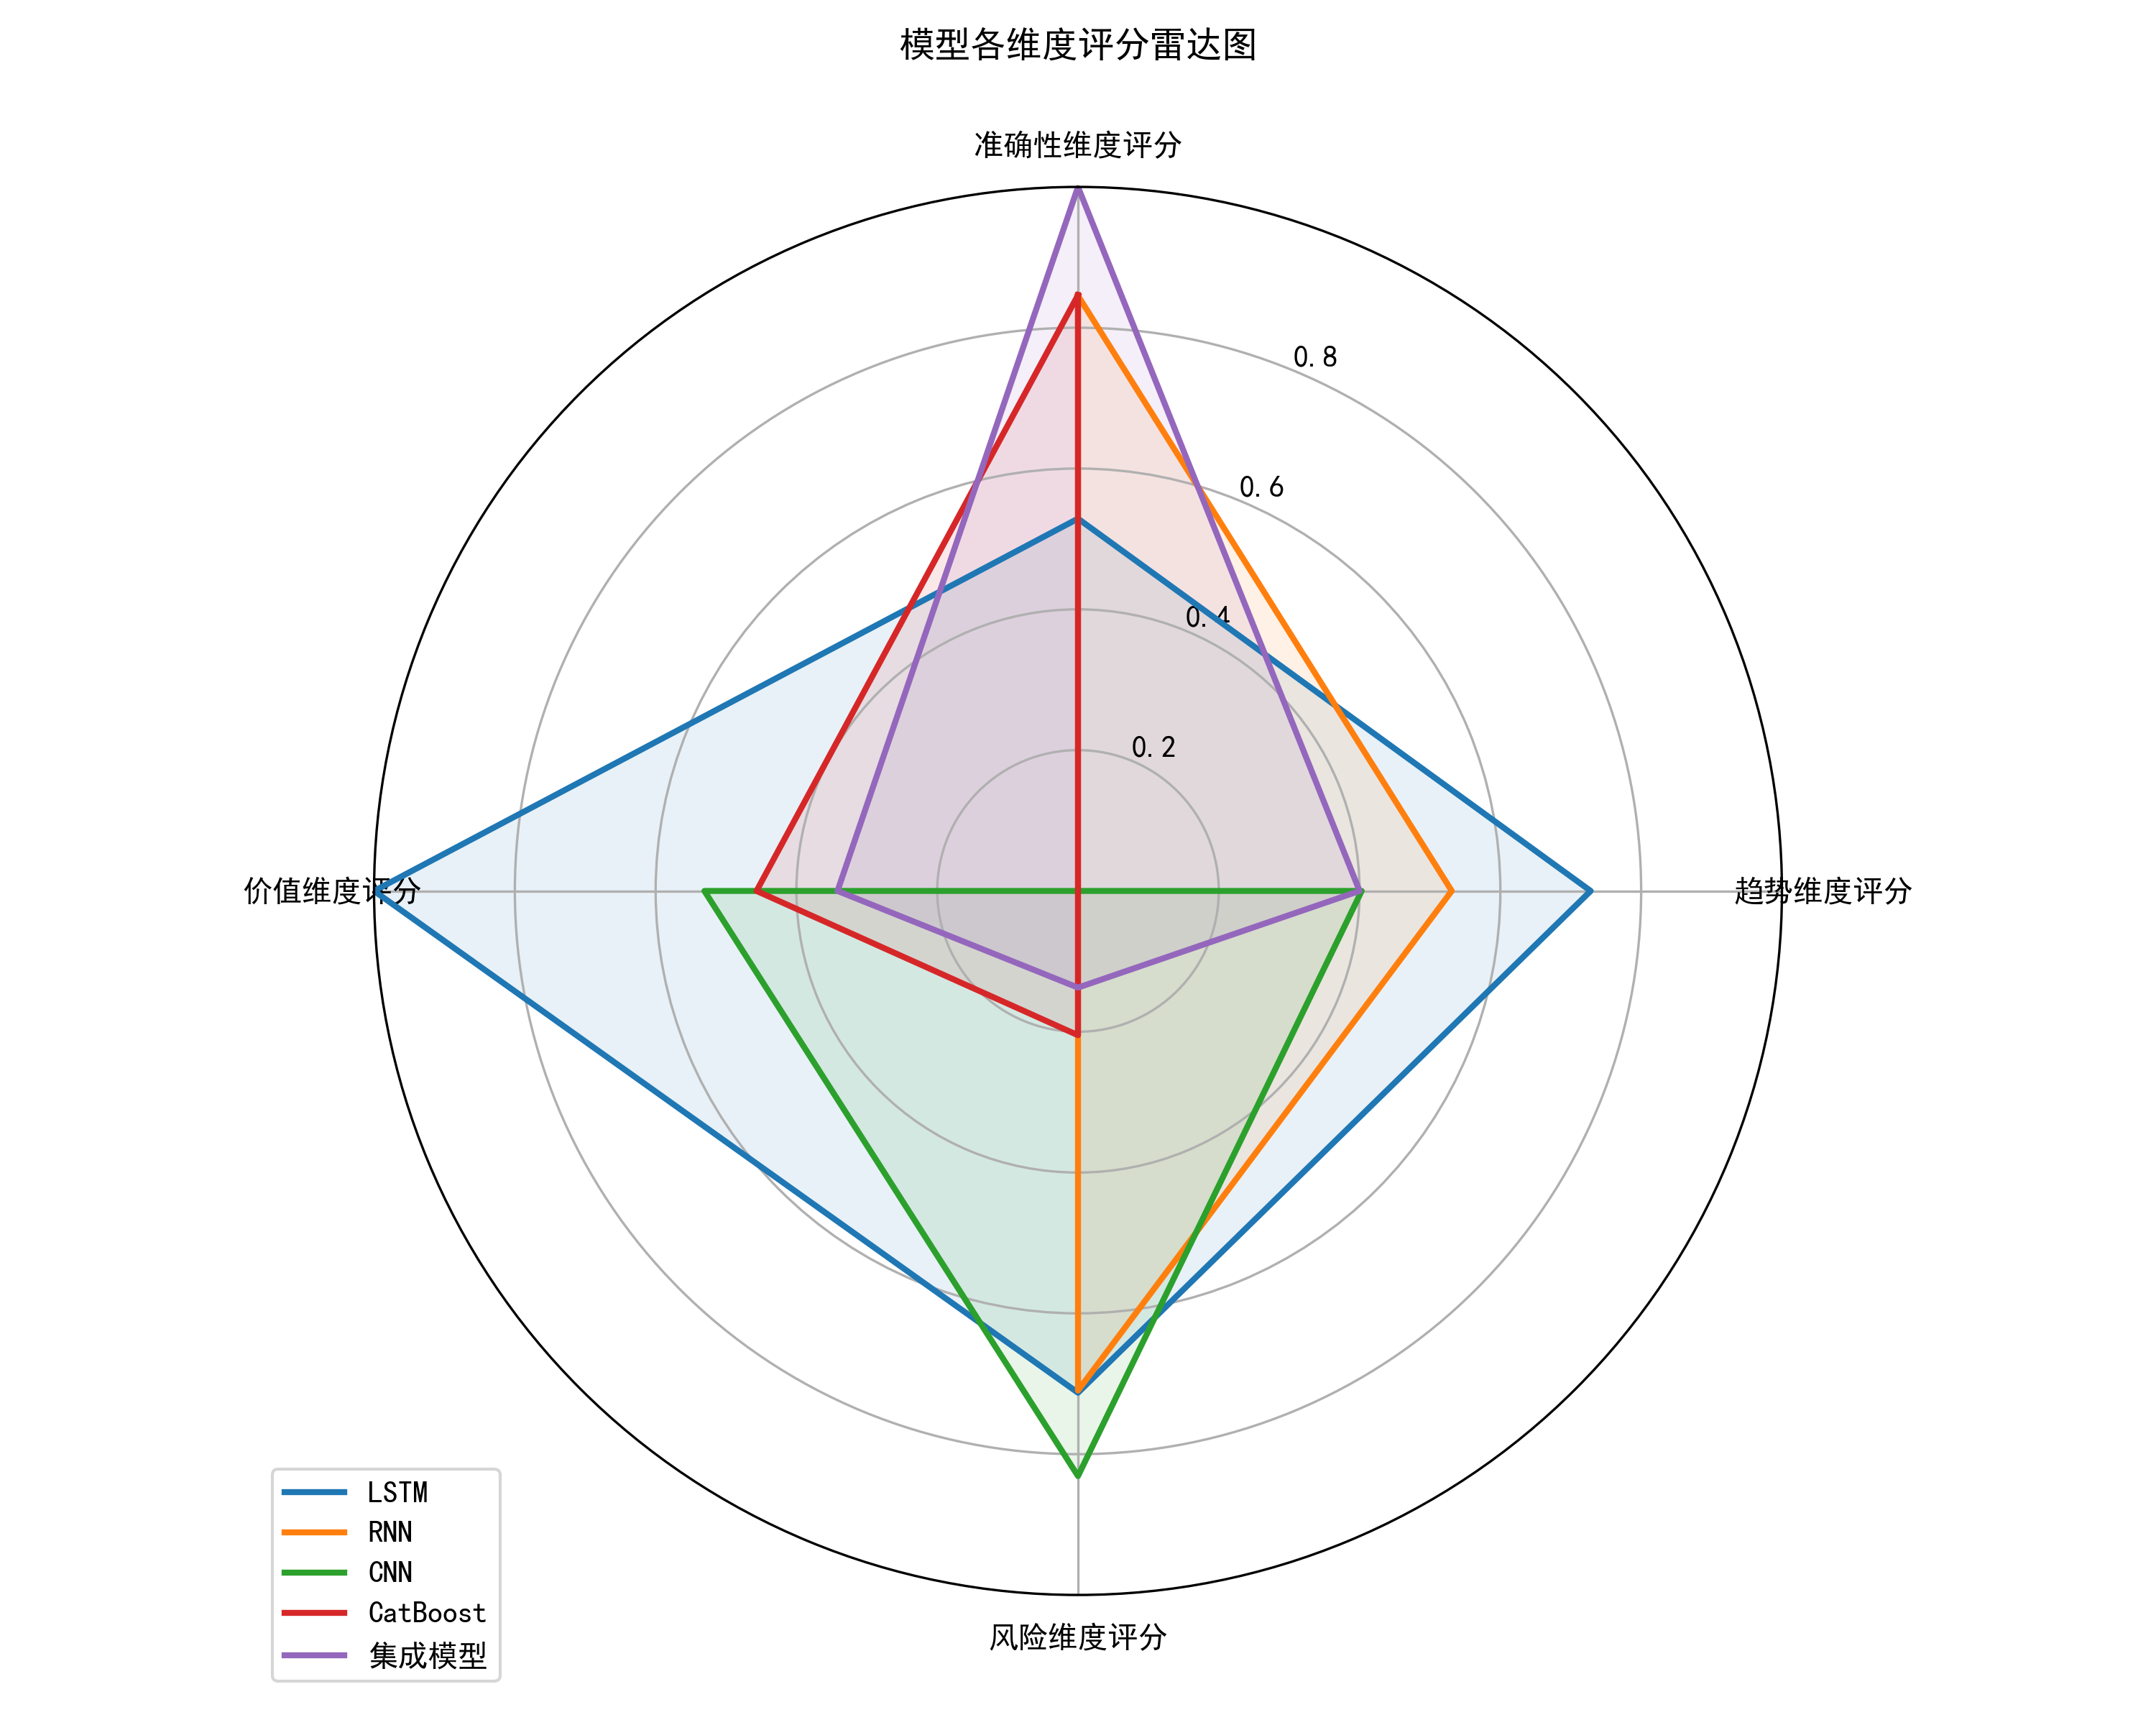 模型各维度评分雷达图
准确性维度评分
0.8
0.6
0.4
0.2
价值维度评分
趋势维度评分
风险维度评分
LSTM
RNN
CNN
CatBoost
集成模型